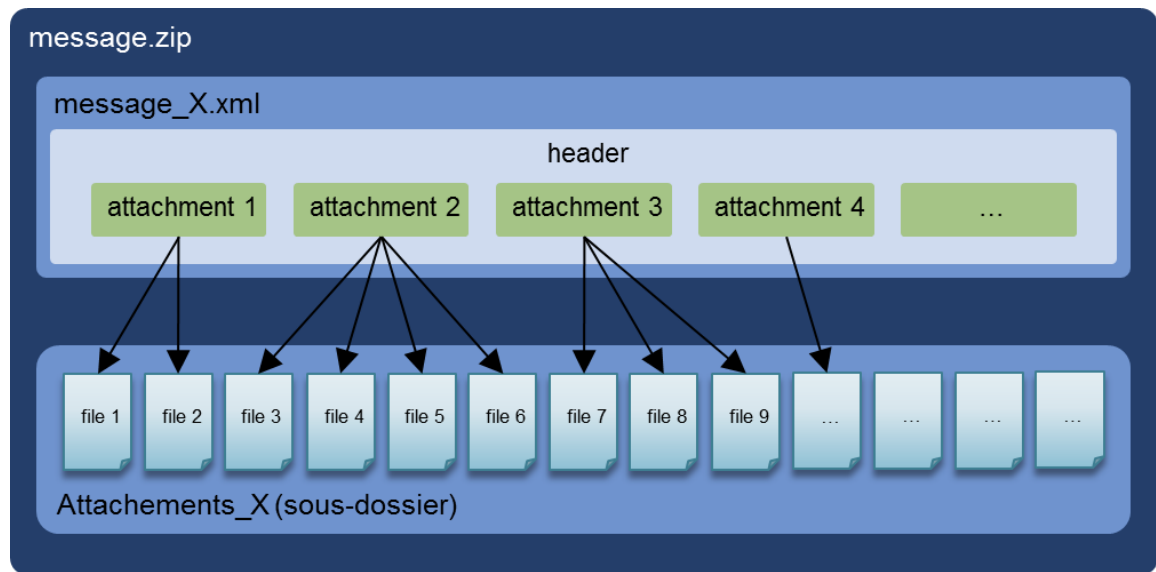 message.zip
message_X.xml
header
attachment 1
attachment 2
attachment 3
attachment 4
...
file 1
file 2
file 3
file 4
file 5
file 6
file 7
file 8
file 9
...
...
...
...
Attachements_X (sous-dossier)